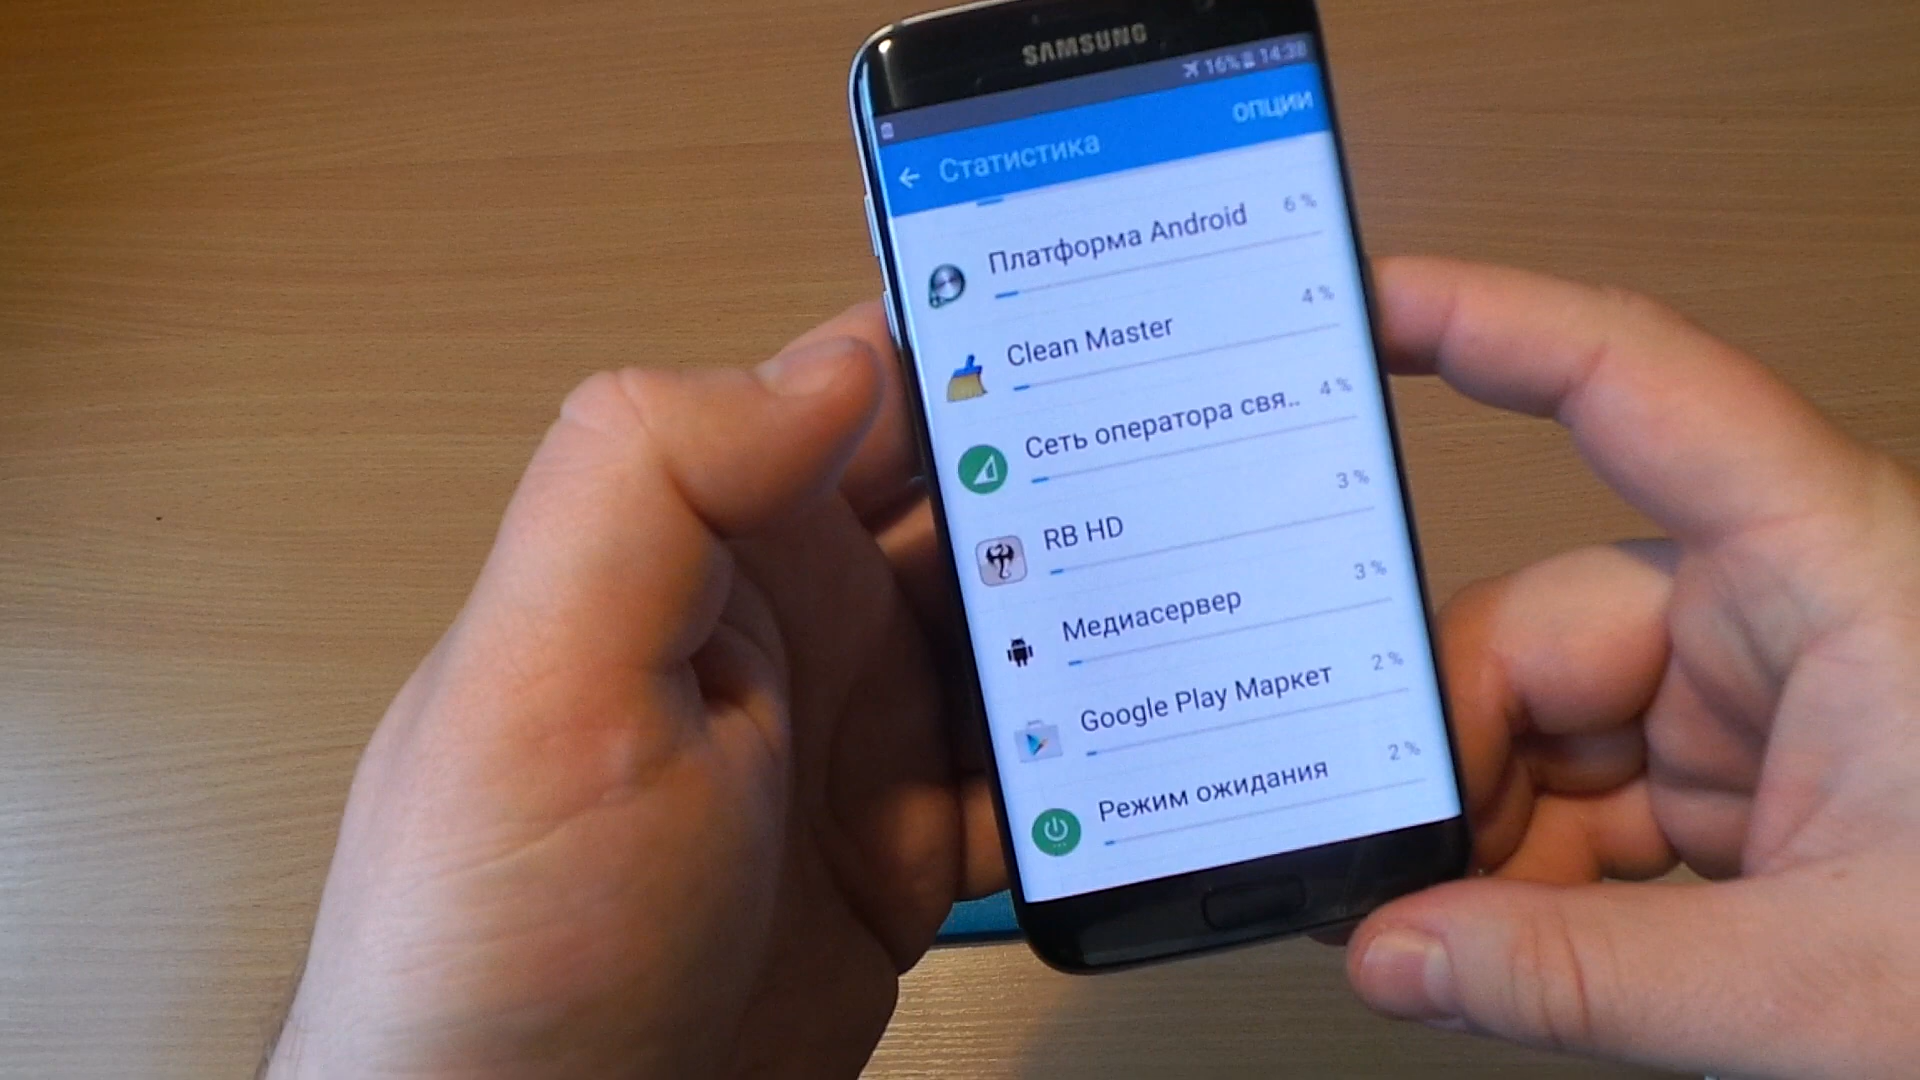 SAMSUNG
16% 14:38
← Статистика ОПЦИИ
Платформа Android 6 %
Clean Master 4 %
Сеть оператора свя.. 4 %
RB HD 3 %
Медиасервер 3 %
Google Play Маркет 2 %
Режим ожидания 2 %